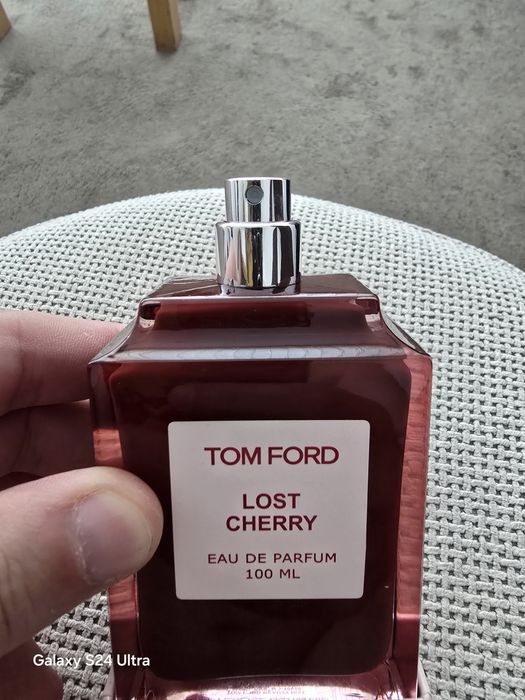 TOM FORD
LOST
CHERRY
EAU DE PARFUM
100 ML
Galaxy S24 Ultra